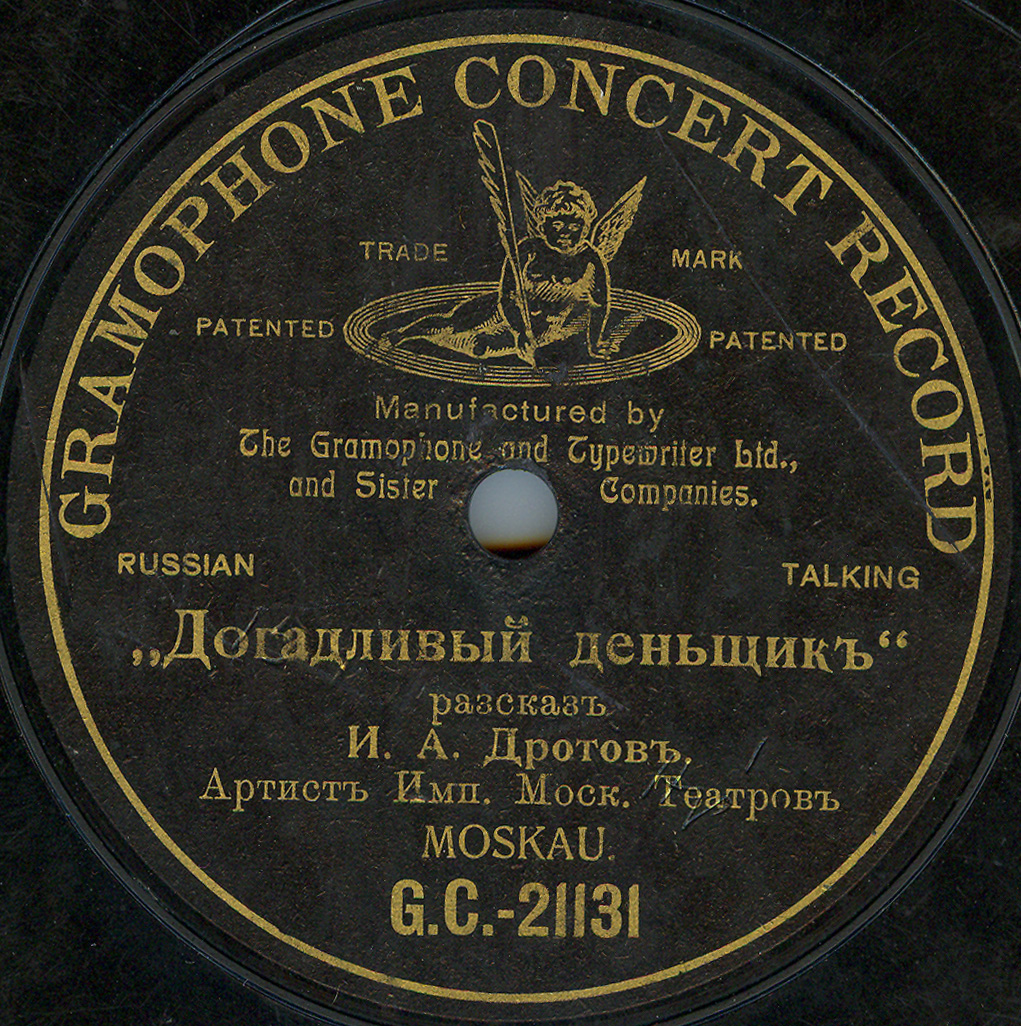 GRAMOPHONE CONCERT RECORD
TRADE MARK
PATENTED PATENTED
Manufactured by
The Gramophone and Typewriter Ltd.,
and Sister Companies.
RUSSIAN TALKING
„Догадливый деньщикъ“
разсказъ
И. А. Дротовъ.
Артистъ Имп. Моск. Театровъ
MOSKAU.
G.C.-21131